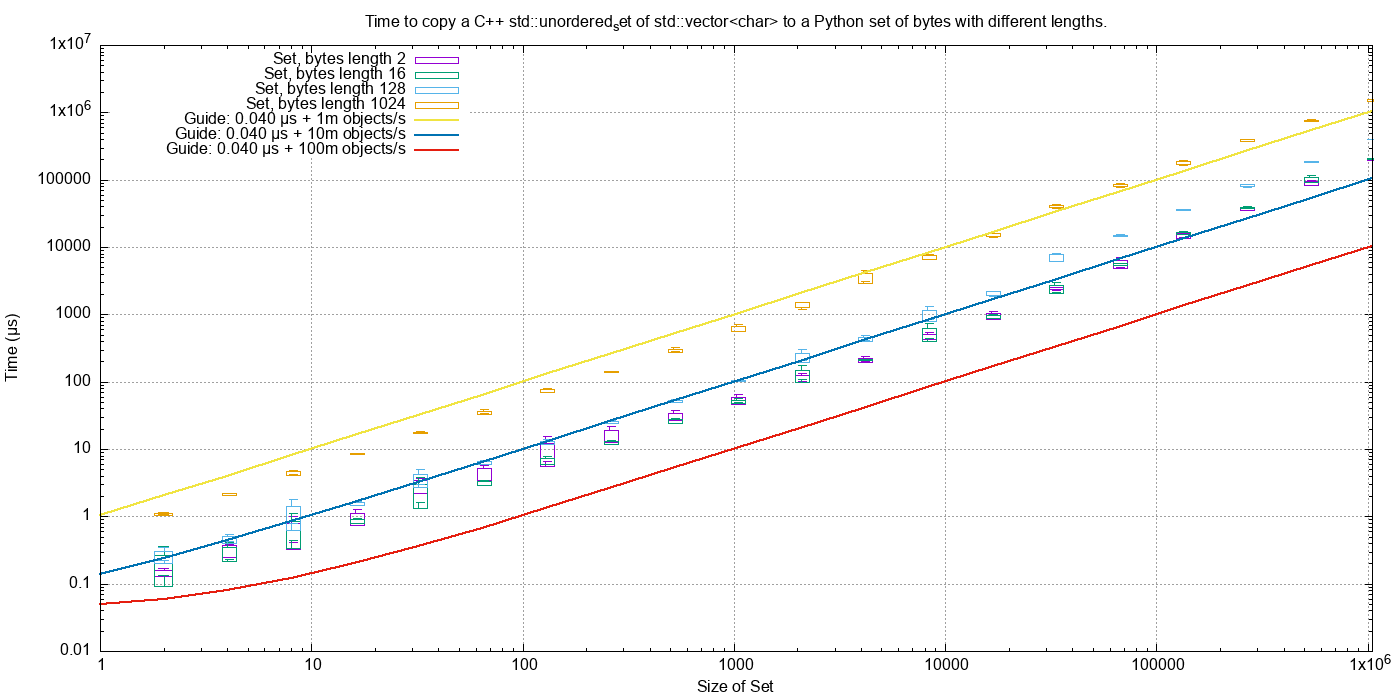 Time to copy a C++ std::unordered_set of std::vector<char> to a Python set of bytes with different lengths.
1x10^7
1x10^6
100000
10000
1000
100
10
1
0.1
0.01
Time (μs)
Set, bytes length 2
Set, bytes length 16
Set, bytes length 128
Set, bytes length 1024
Guide: 0.040 μs + 1m objects/s
Guide: 0.040 μs + 10m objects/s
Guide: 0.040 μs + 100m objects/s
1 10 100 1000 10000 100000 1x10^6
Size of Set